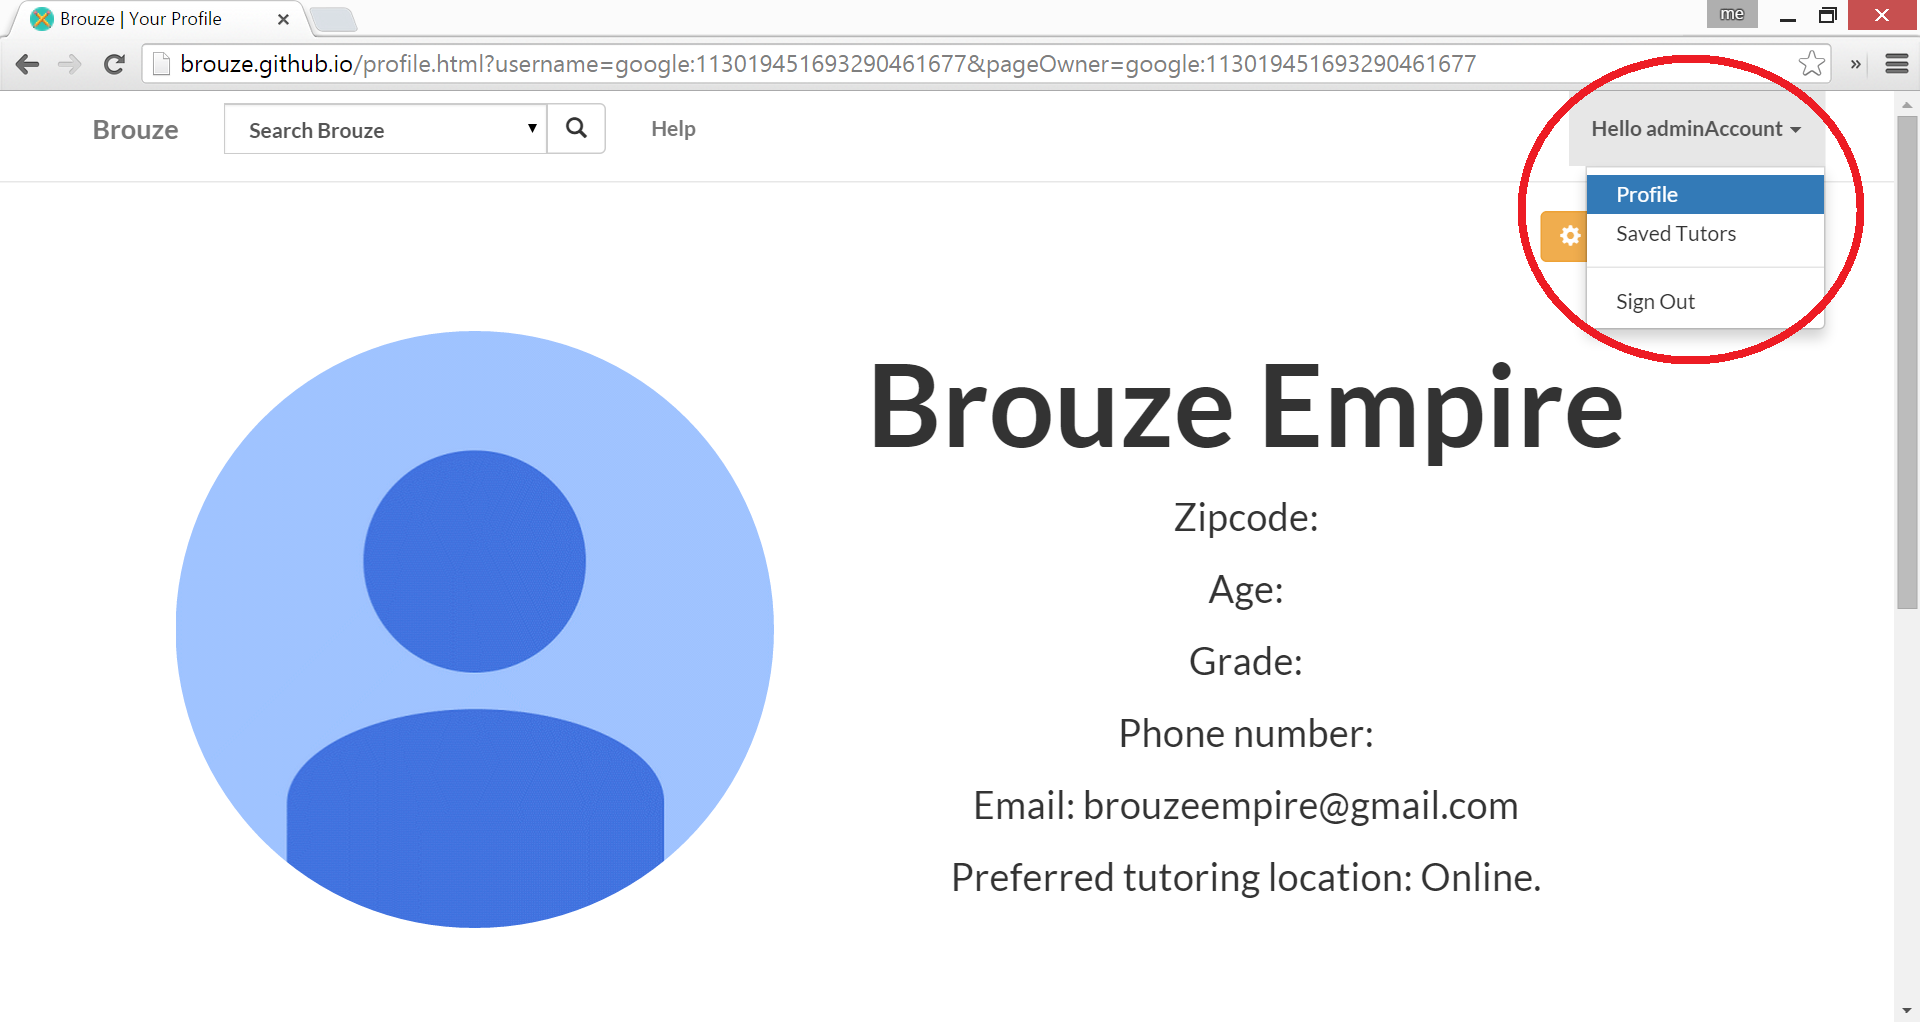 Brouze | Your Profile
me
brouze.github.io/profile.html?username=google:113019451693290461677&pageOwner=google:113019451693290461677
Brouze
Search Brouze
Help
Hello adminAccount
Profile
Saved Tutors
Sign Out
Brouze Empire
Zipcode:
Age:
Grade:
Phone number:
Email: brouzeempire@gmail.com
Preferred tutoring location: Online.